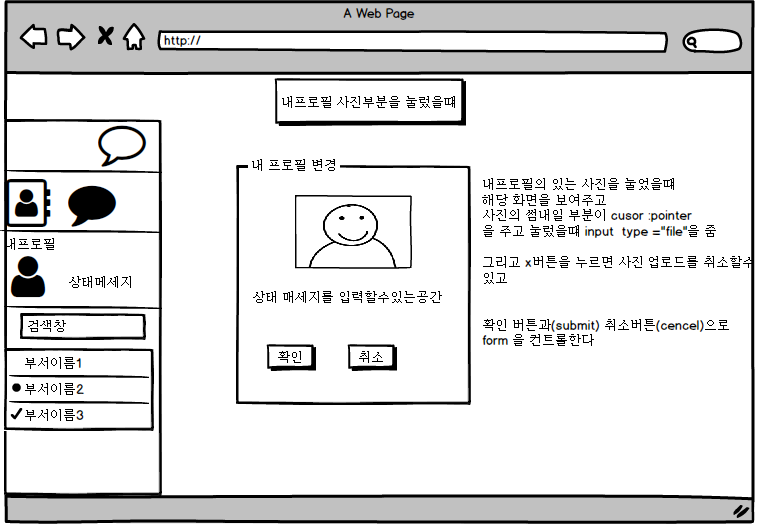 A Web Page
http://
내프로필 사진부분을 눌렀을떄
내프로필
상태메세지
검색창
부서이름1
부서이름2
부서이름3
내 프로필 변경
상태 매세지를 입력할수있는공간
확인
취소
내프로필의 있는 사진을 눌었을떄
해당 화면을 보여주고
사진의 썸내일 부분이 cusor :pointer
을 주고 눌렀을떄 input type ="file"을 줌
그리고 x버튼을 누르면 사진 업로드를 취소할수
있고
확인 버튼과(submit) 취소버튼(cencel)으로
form 을 컨트롤한다